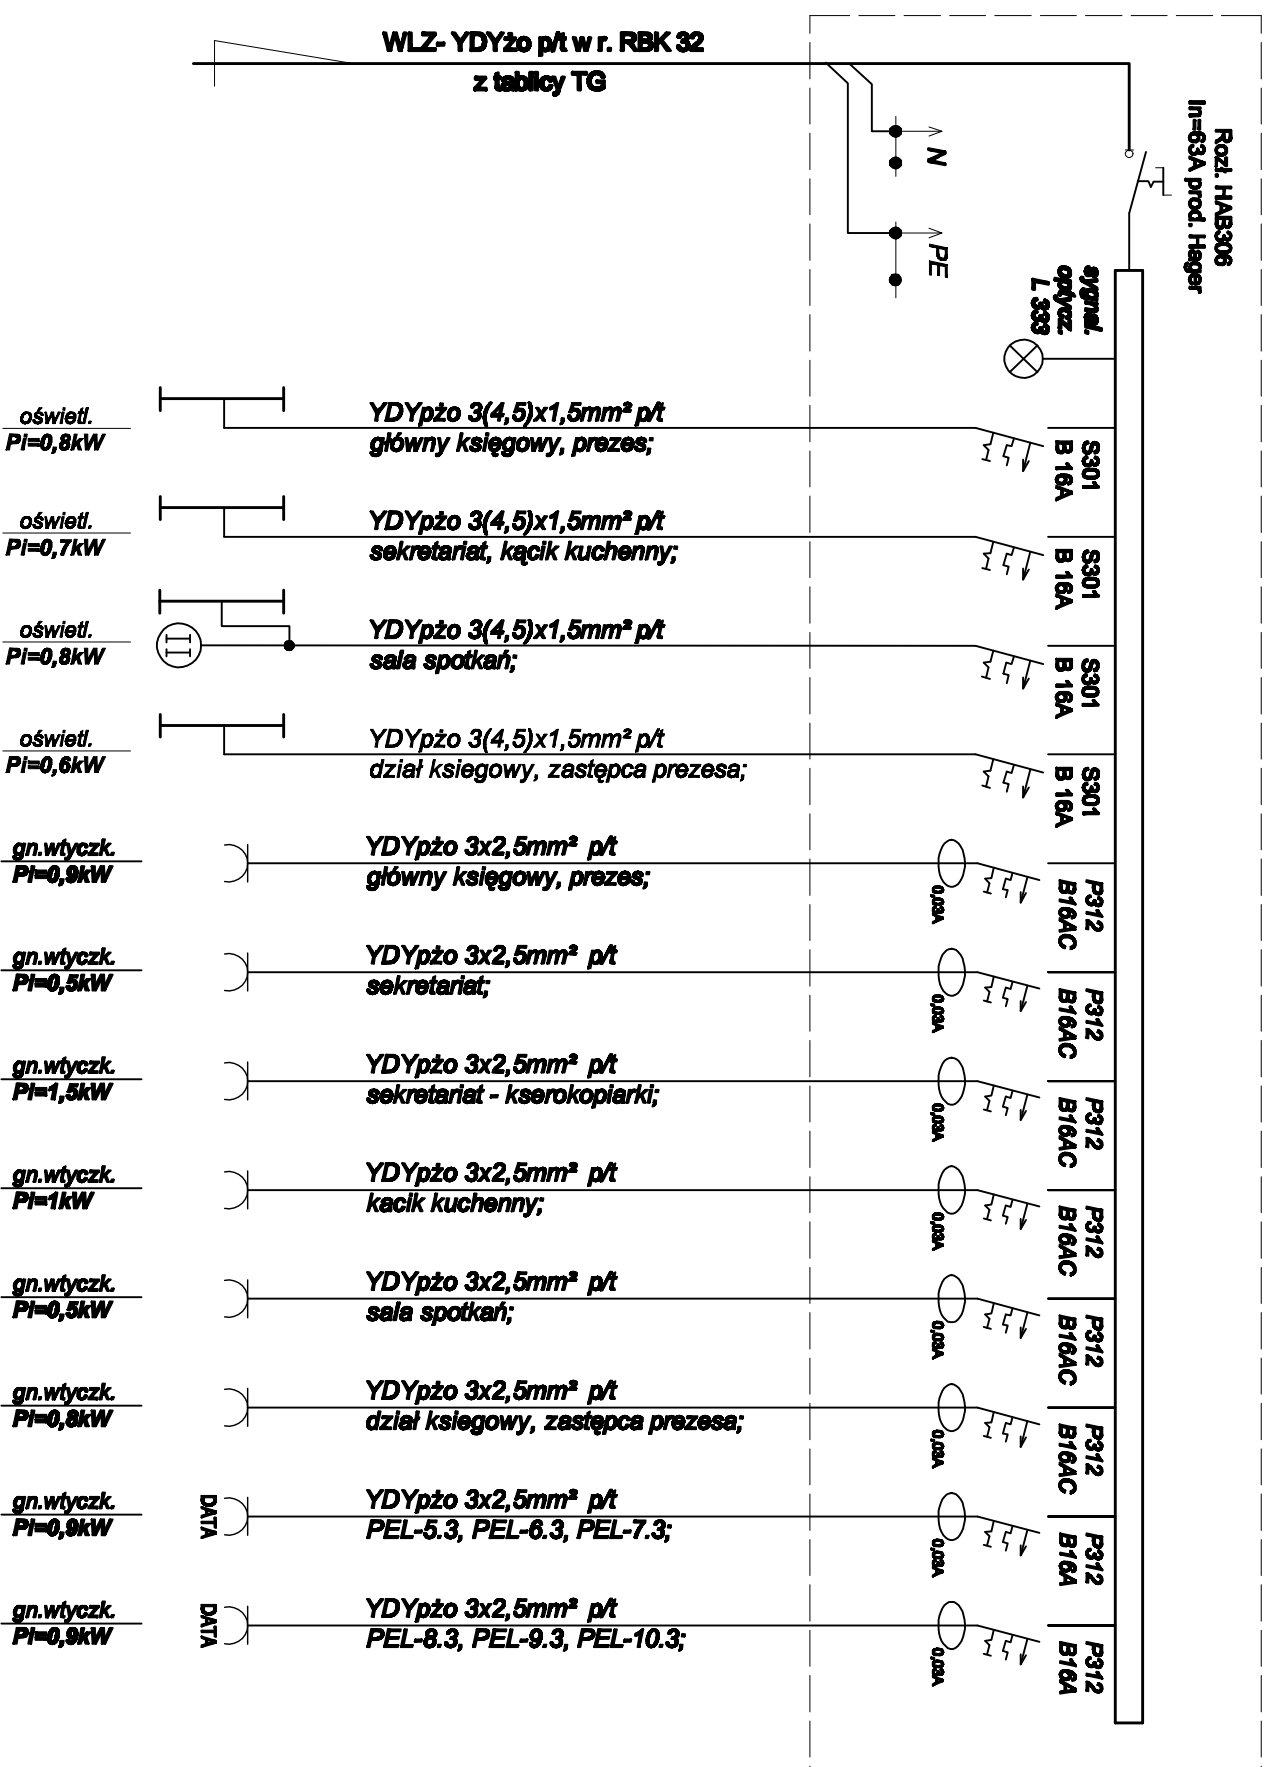 WLZ- YDYżo p/t w r. RBK 32
z tablicy TG
Rozł. HAB306
In=63A prod. Hager
N
PE
sygnal.
optycz.
L 333
oświetl.
Pi=0,8kW
YDYpżo 3(4,5)x1,5mm² p/t
główny księgowy, prezes;
S301
B 16A
oświetl.
Pi=0,7kW
YDYpżo 3(4,5)x1,5mm² p/t
sekretariat, kącik kuchenny;
S301
B 16A
oświetl.
Pi=0,8kW
YDYpżo 3(4,5)x1,5mm² p/t
sala spotkań;
S301
B 16A
oświetl.
Pi=0,6kW
YDYpżo 3(4,5)x1,5mm² p/t
dział ksiegowy, zastępca prezesa;
S301
B 16A
gn.wtyczk.
Pi=0,9kW
YDYpżo 3x2,5mm² p/t
główny księgowy, prezes;
0,03A
P312
B16AC
gn.wtyczk.
Pi=0,5kW
YDYpżo 3x2,5mm² p/t
sekretariat;
0,03A
P312
B16AC
gn.wtyczk.
Pi=1,5kW
YDYpżo 3x2,5mm² p/t
sekretariat - kserokopiarki;
0,03A
P312
B16AC
gn.wtyczk.
Pi=1kW
YDYpżo 3x2,5mm² p/t
kacik kuchenny;
0,03A
P312
B16AC
gn.wtyczk.
Pi=0,5kW
YDYpżo 3x2,5mm² p/t
sala spotkań;
0,03A
P312
B16AC
gn.wtyczk.
Pi=0,8kW
YDYpżo 3x2,5mm² p/t
dział ksiegowy, zastępca prezesa;
0,03A
P312
B16AC
gn.wtyczk.
Pi=0,9kW
DATA
YDYpżo 3x2,5mm² p/t
PEL-5.3, PEL-6.3, PEL-7.3;
0,03A
P312
B16A
gn.wtyczk.
Pi=0,9kW
DATA
YDYpżo 3x2,5mm² p/t
PEL-8.3, PEL-9.3, PEL-10.3;
0,03A
P312
B16A